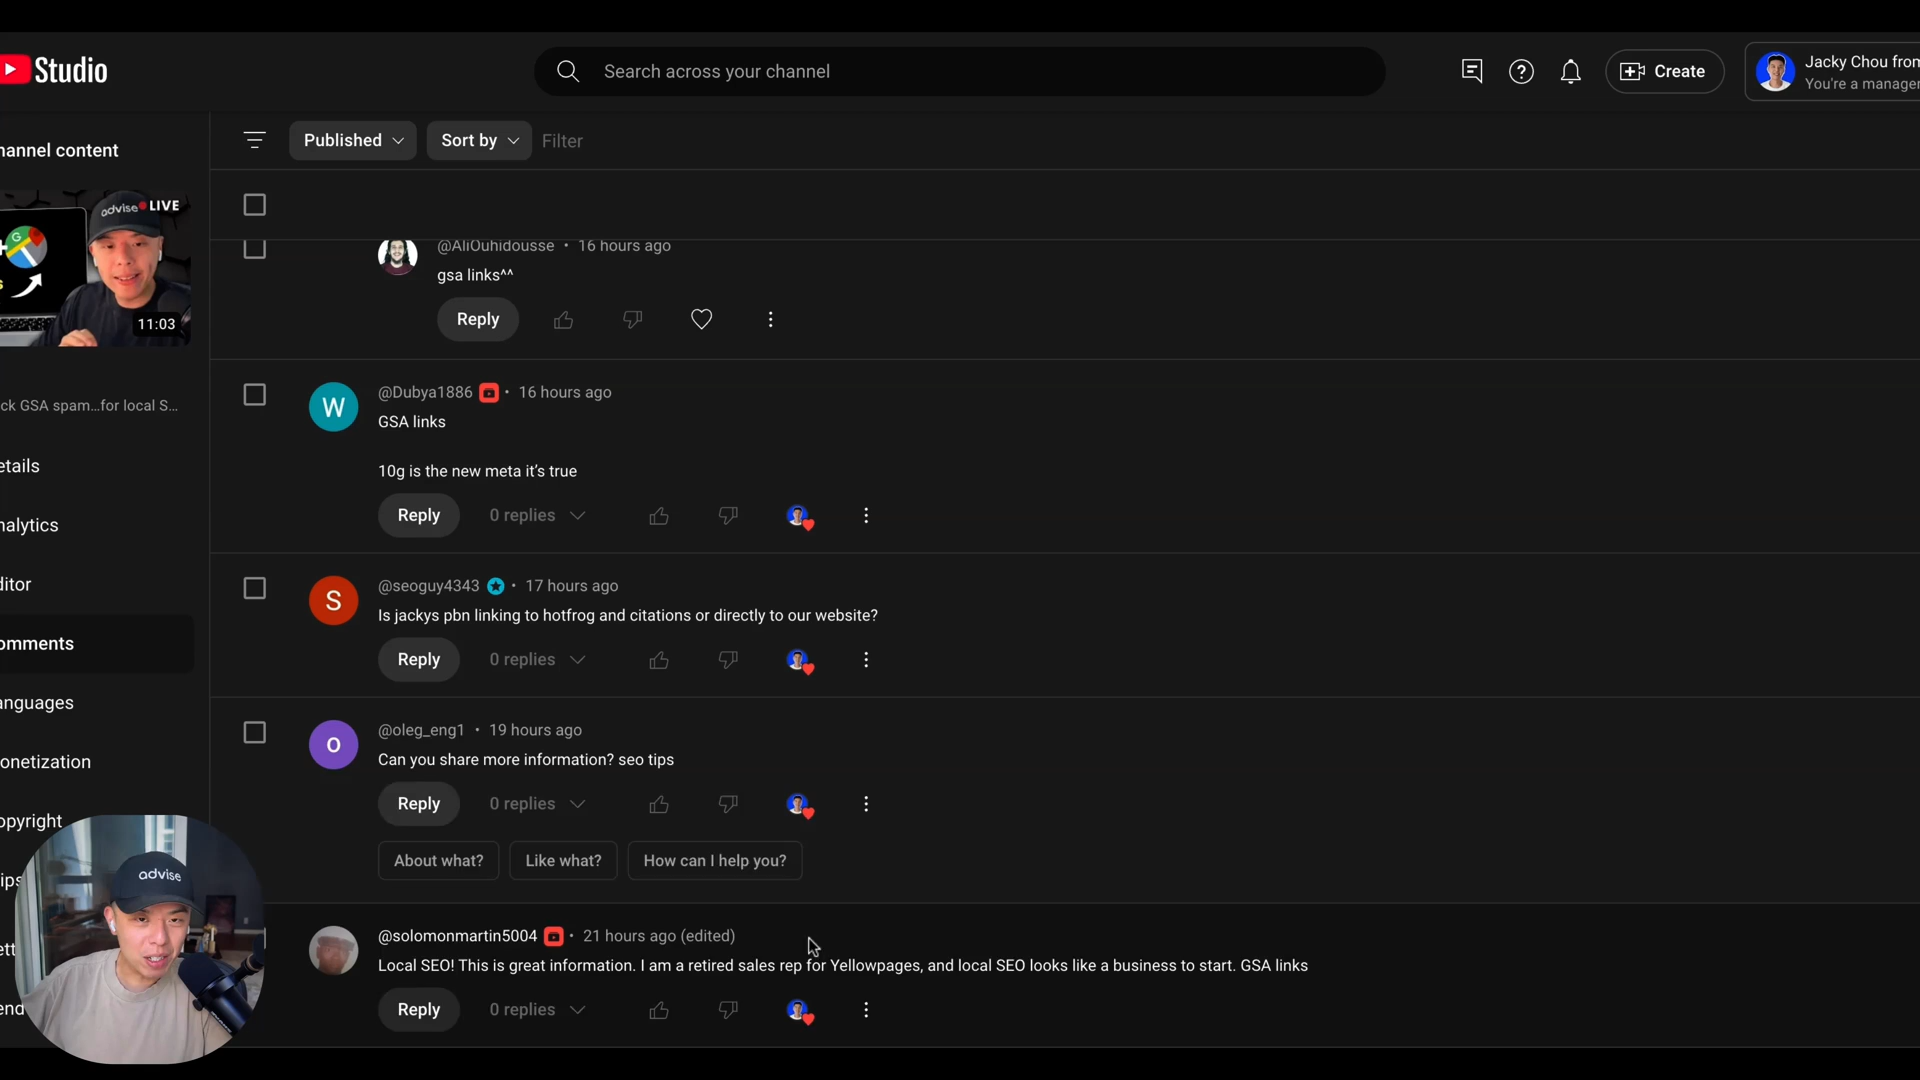 Studio
Search across your channel
Create
Jacky Chou from
You're a manager
hannel content
Published
Sort by
Filter
advise
LIVE
11:03
@AliOuhidousse • 16 hours ago
gsa links^^
Reply
W
@Dubya1886 • 16 hours ago
GSA links
10g is the new meta it’s true
Reply
0 replies
ck GSA spam...for local S...
etails
nalytics
ditor
omments
anguages
onetization
opyright
ips
ett
end
S
@seoguy4343 • 17 hours ago
Is jackys pbn linking to hotfrog and citations or directly to our website?
Reply
0 replies
O
@oleg_eng1 • 19 hours ago
Can you share more information? seo tips
Reply
0 replies
About what?
Like what?
How can I help you?
@solomonmartin5004 • 21 hours ago (edited)
Local SEO! This is great information. I am a retired sales rep for Yellowpages, and local SEO looks like a business to start. GSA links
Reply
0 replies
advise